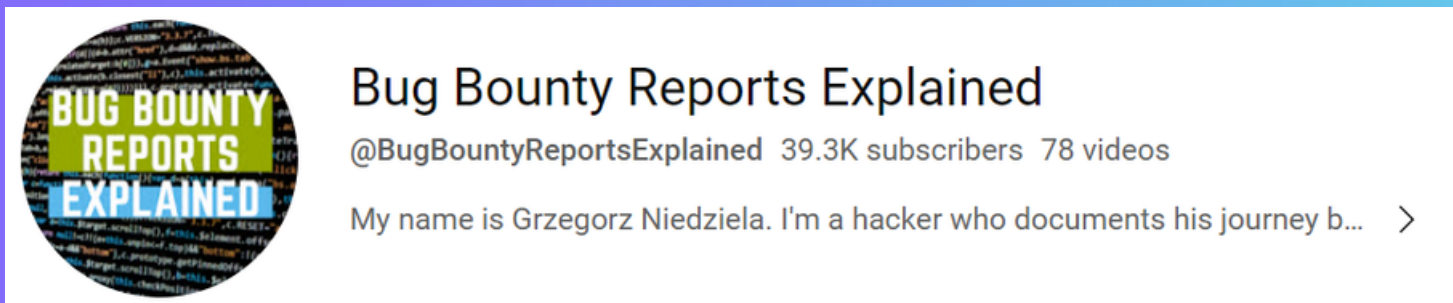 BUG BOUNTY
REPORTS
EXPLAINED
Bug Bounty Reports Explained
@BugBountyReportsExplained 39.3K subscribers 78 videos
My name is Grzegorz Niedziela. I'm a hacker who documents his journey b...